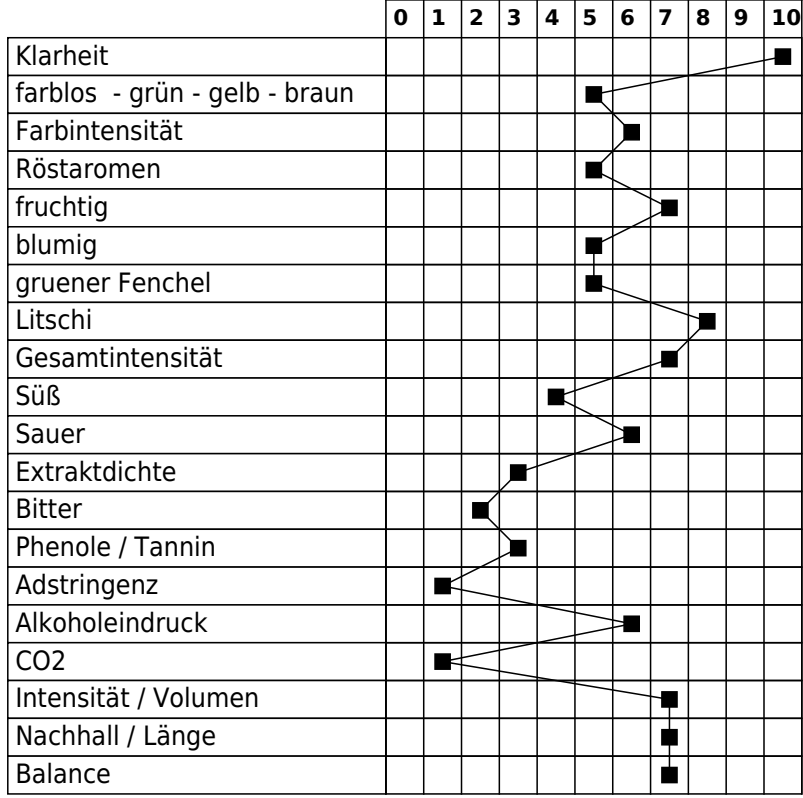 0 1 2 3 4 5 6 7 8 9 10
Klarheit
farblos - grün - gelb - braun
Farbintensität
Röstaromen
fruchtig
blumig
gruener Fenchel
Litschi
Gesamtintensität
Süß
Sauer
Extraktdichte
Bitter
Phenole / Tannin
Adstringenz
Alkoholeindruck
CO2
Intensität / Volumen
Nachhall / Länge
Balance